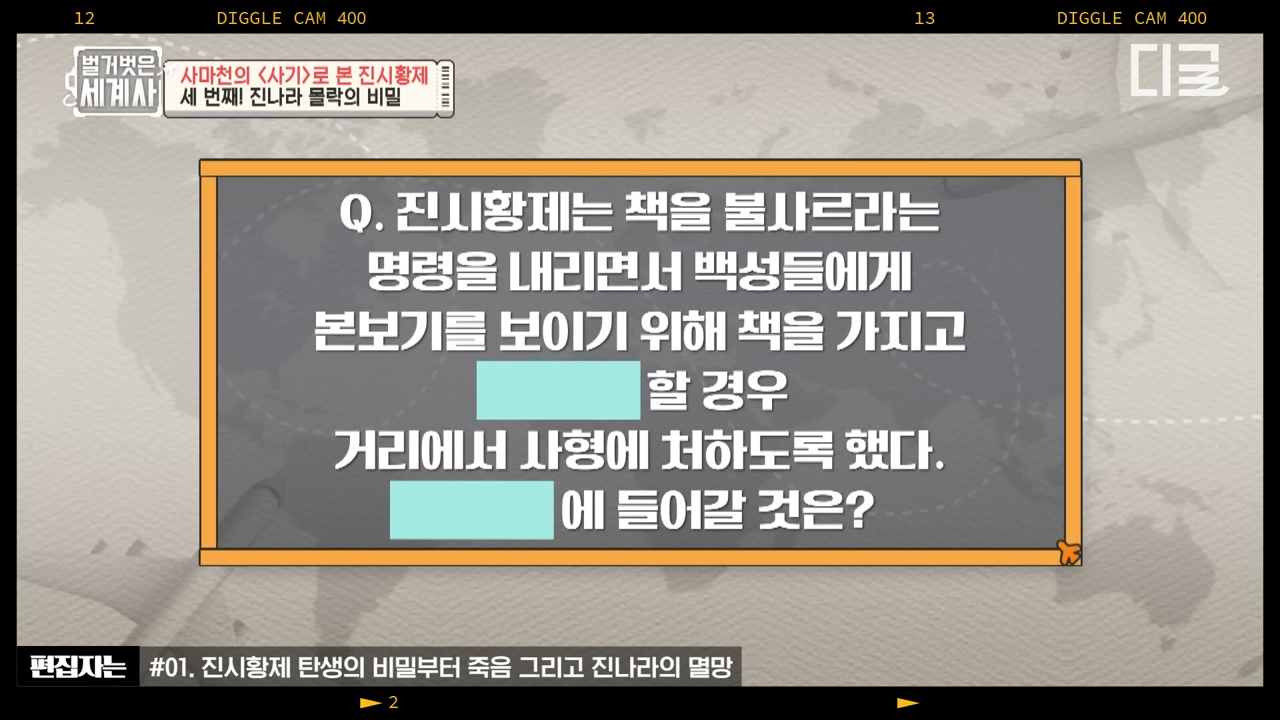 12 DIGGLE CAM 400 13 DIGGLE CAM 400
벌거벗은
세계사
사마천의 <사기>로 본 진시황제
세 번째! 진나라 몰락의 비밀
디글
Q. 진시황제는 책을 불사르라는
명령을 내리면서 백성들에게
본보기를 보이기 위해 책을 가지고
할 경우
거리에서 사형에 처하도록 했다.
에 들어갈 것은?
편집자는 #01. 진시황제 탄생의 비밀부터 죽음 그리고 진나라의 멸망
2